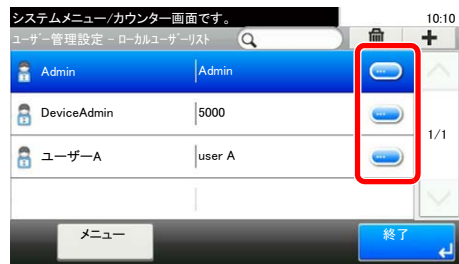 システムメニュー/カウンター画面です。 10:10
ユーザー管理設定 - ローカルユーザーリスト
Admin Admin
DeviceAdmin 5000
1/1
ユーザーA user A
メニュー 終了